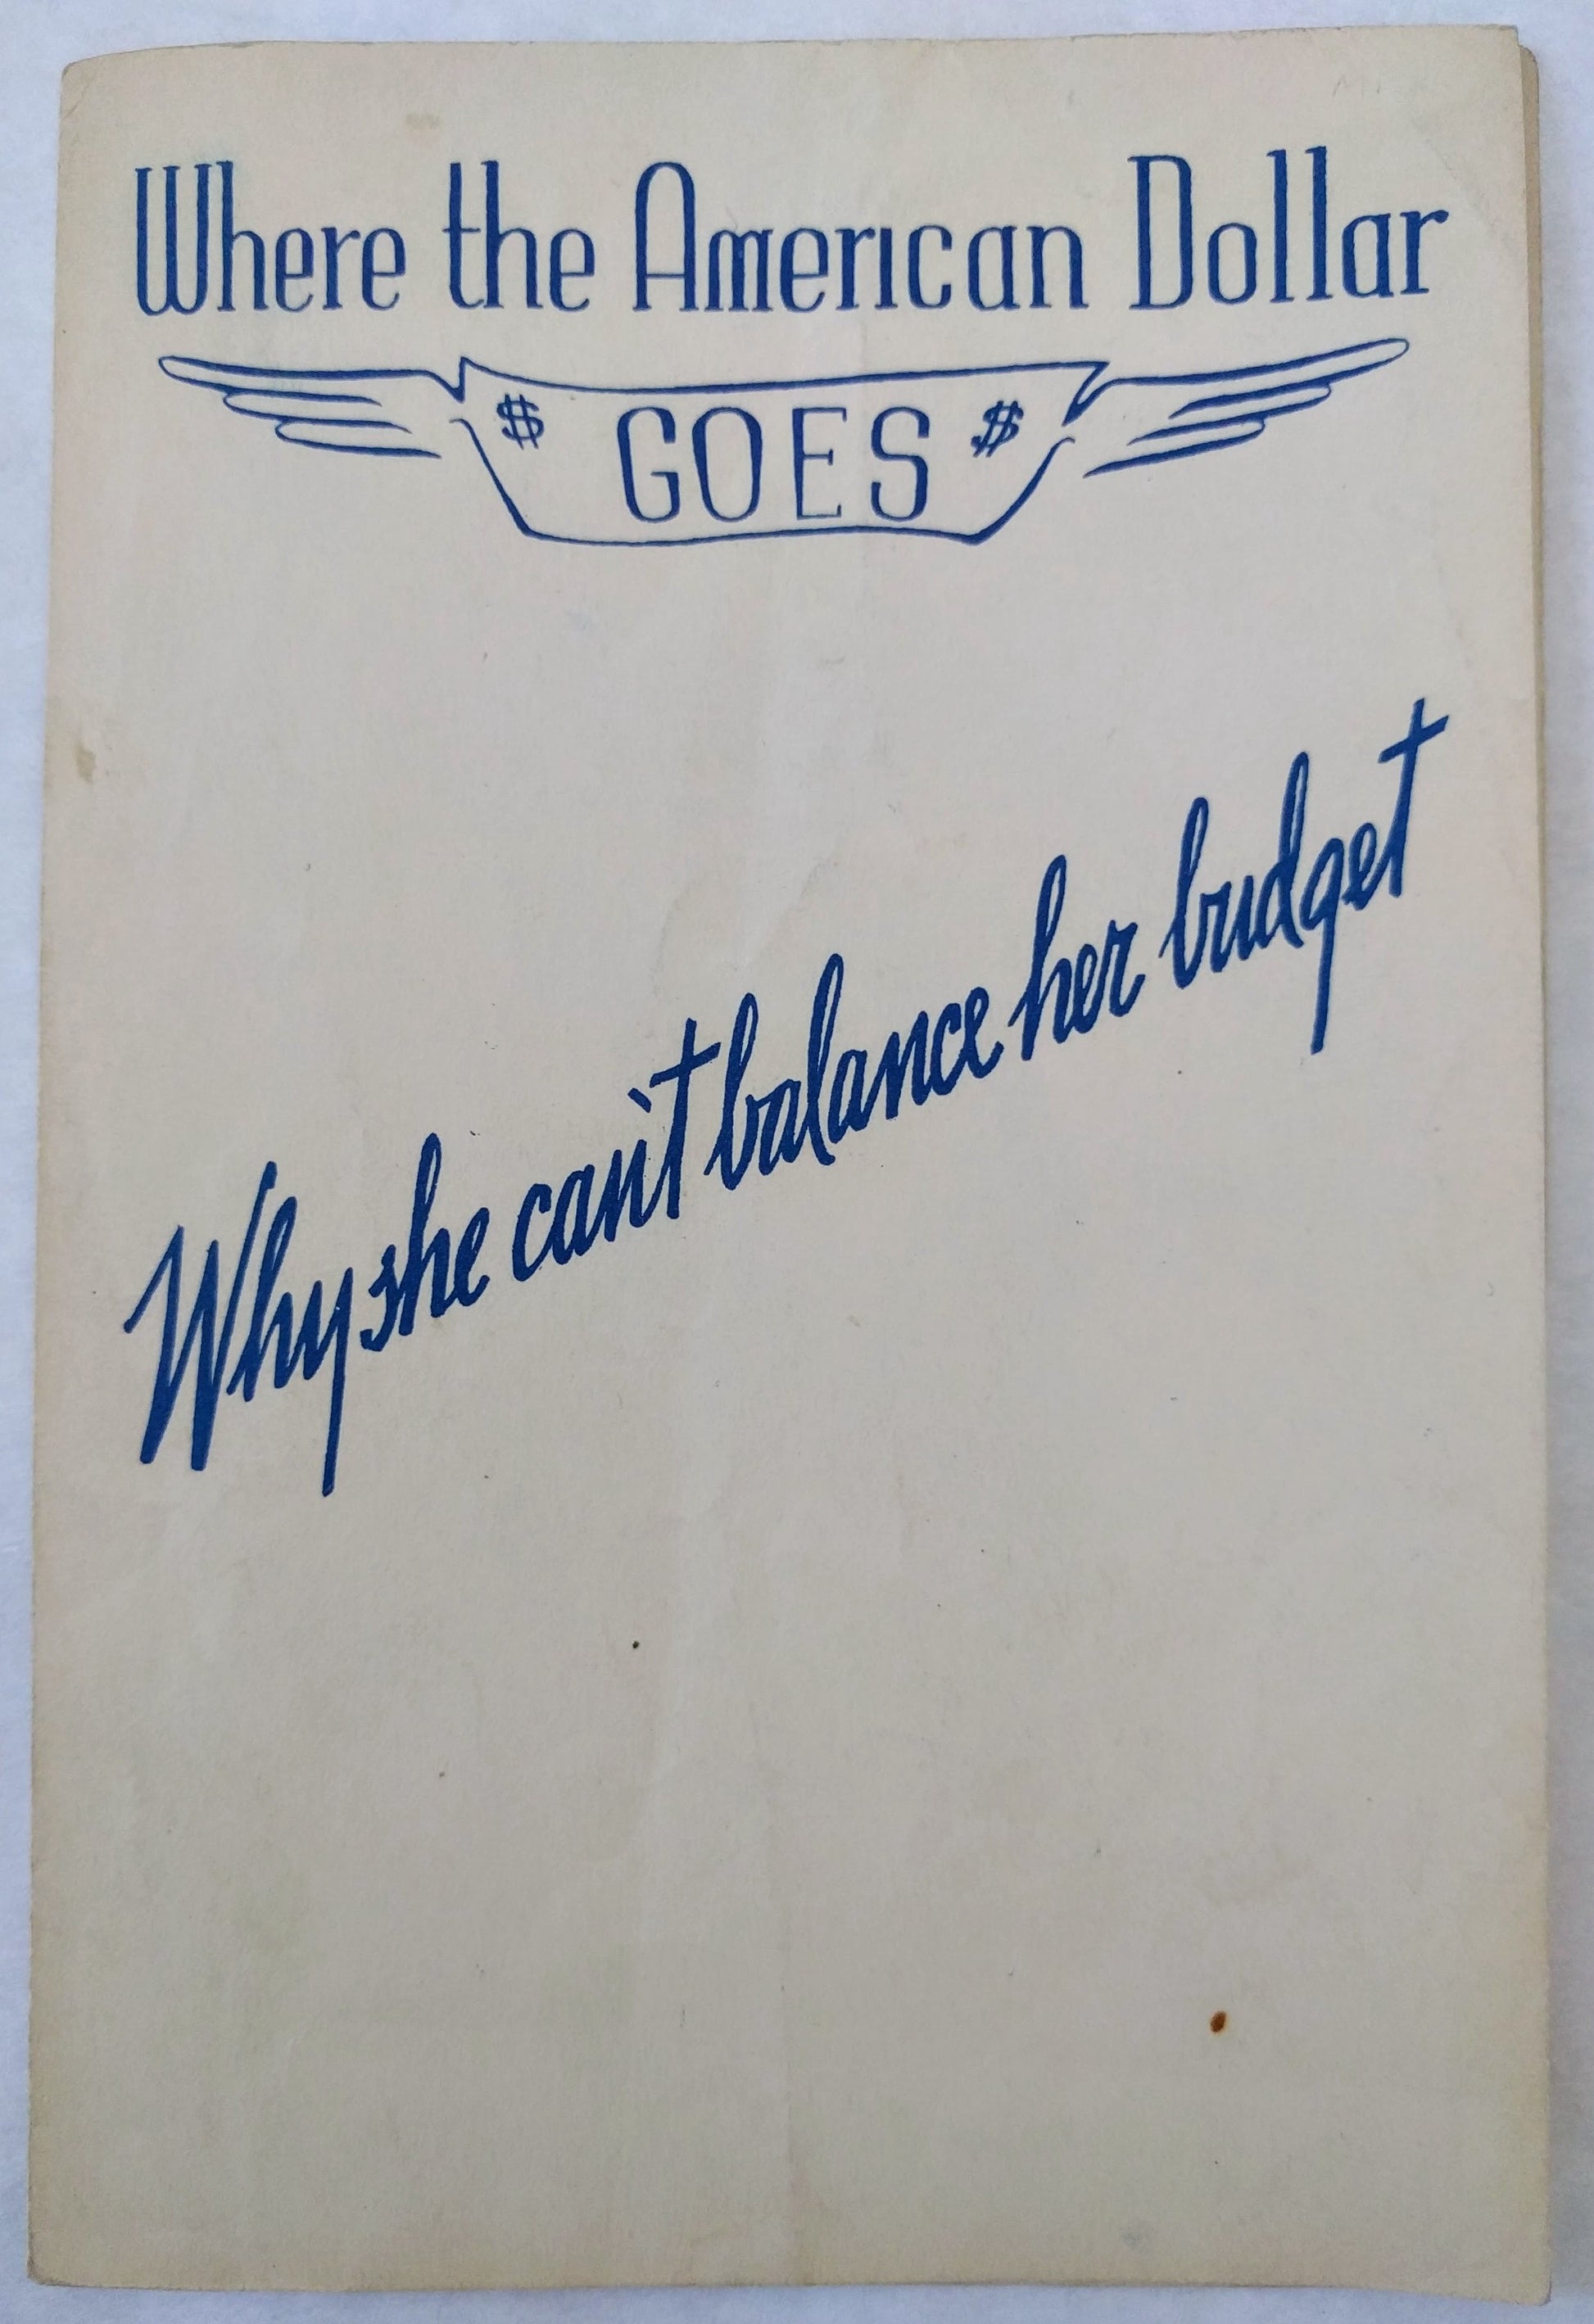 Where the American Dollar
$ GOES $
Why she can't balance her budget